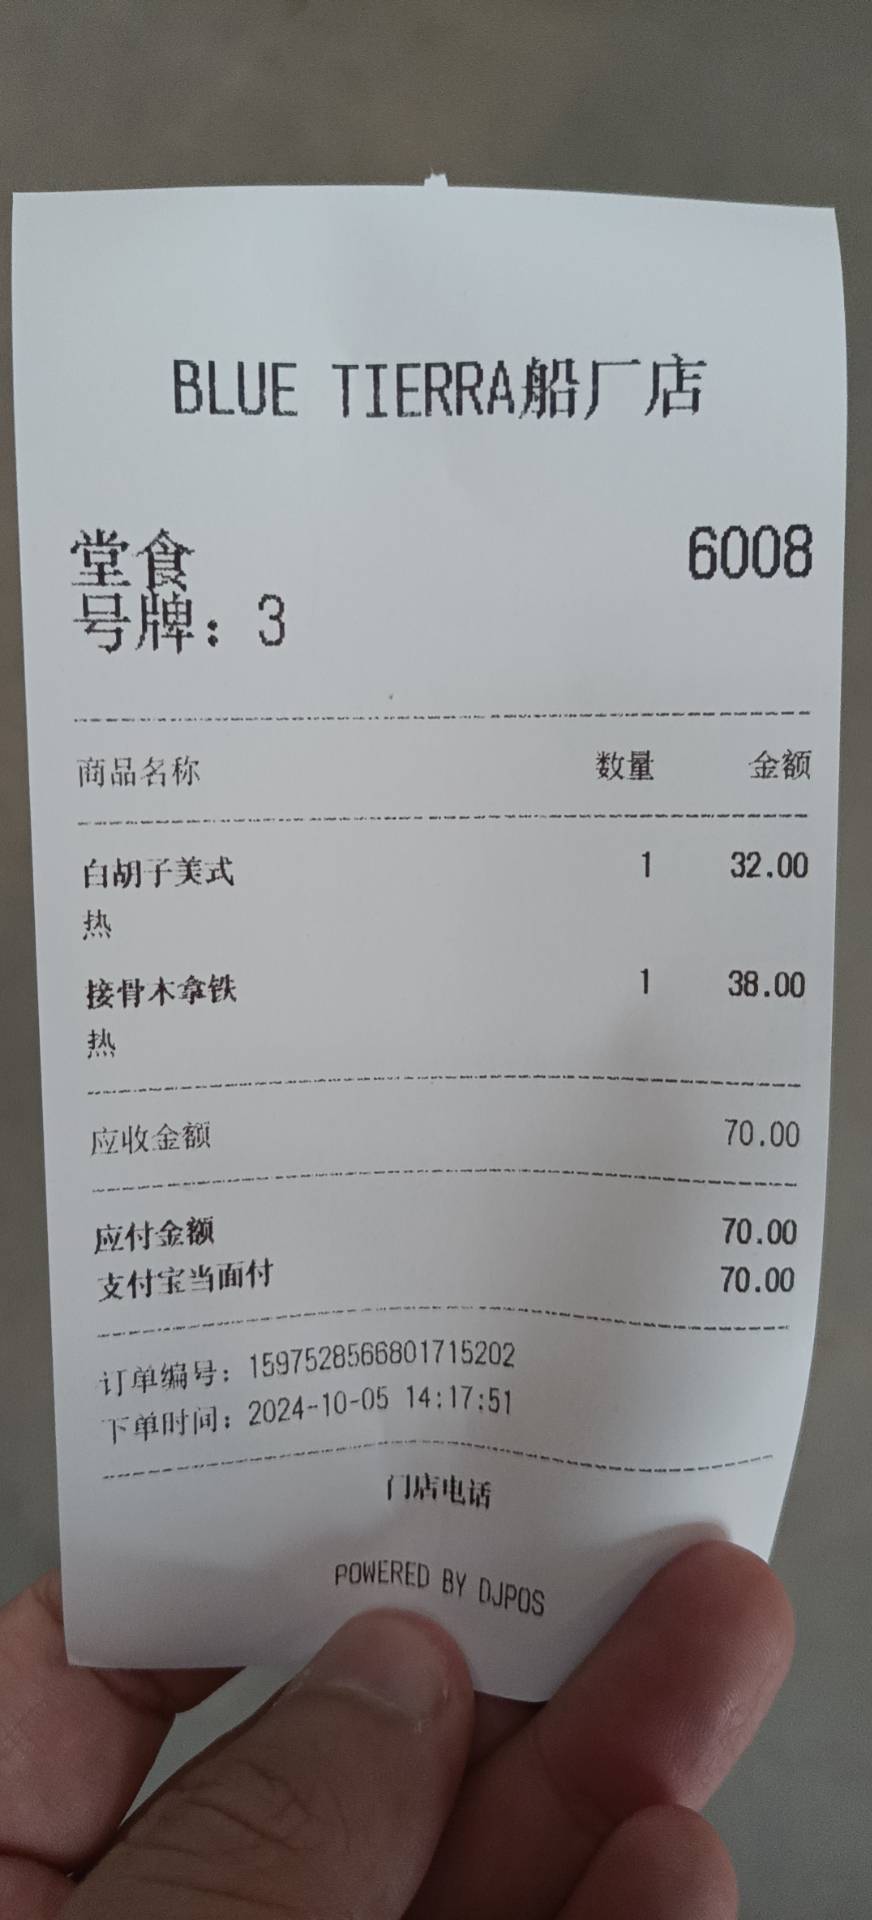 BLUE TIERRA船厂店
堂食 6008
号牌：3
商品名称 数量 金额
白胡子美式 1 32.00
热
接骨木拿铁 1 38.00
热
应收金额 70.00
应付金额 70.00
支付宝当面付 70.00
订单编号：1597528566801715202
下单时间：2024-10-05 14:17:51
门店电话
POWERED BY DJPOS